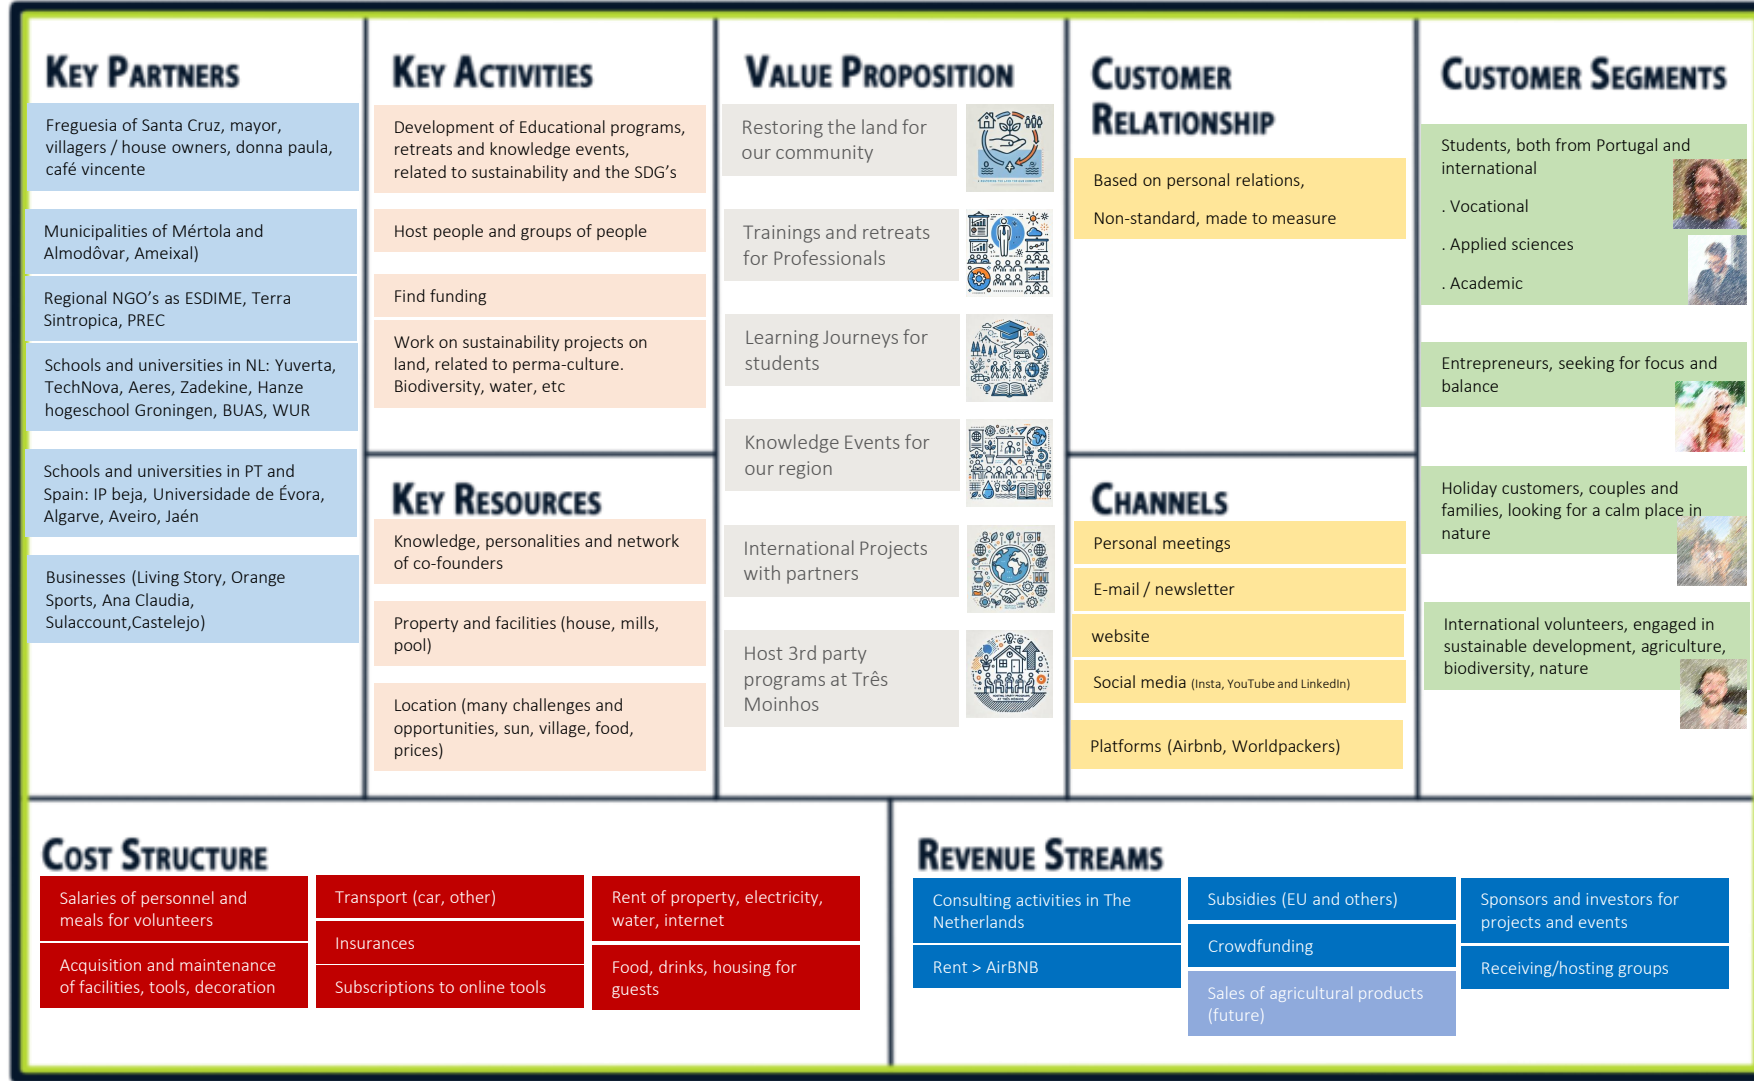 KEY PARTNERS
Freguesia of Santa Cruz, mayor,
villagers / house owners, donna paula,
café vincente
Municipalities of Mértola and
Almodôvar, Ameixal)
Regional NGO's as ESDIME, Terra
Sintropica, PREC
Schools and universities in NL: Yuverta,
TechNova, Aeres, Zadekine, Hanze
hogeschool Groningen, BUAS, WUR
Schools and universities in PT and
Spain: IP beja, Universidade de Évora,
Algarve, Aveiro, Jaén
Businesses (Living Story, Orange
Sports, Ana Claudia,
Sulaccount,Castelejo)
KEY ACTIVITIES
Development of Educational programs,
retreats and knowledge events,
related to sustainability and the SDG's
Host people and groups of people
Find funding
Work on sustainability projects on
land, related to perma-culture.
Biodiversity, water, etc
KEY RESOURCES
Knowledge, personalities and network
of co-founders
Property and facilities (house, mills,
pool)
Location (many challenges and
opportunities, sun, village, food,
prices)
VALUE PROPOSITION
Restoring the land for
our community
Trainings and retreats
for Professionals
Learning Journeys for
students
Knowledge Events for
our region
International Projects
with partners
Host 3rd party
programs at Três
Moinhos
CUSTOMER
RELATIONSHIP
Based on personal relations,
Non-standard, made to measure
CHANNELS
Personal meetings
E-mail / newsletter
website
Social media (Insta, YouTube and LinkedIn)
Platforms (Airbnb, Worldpackers)
CUSTOMER SEGMENTS
Students, both from Portugal and
international
. Vocational
. Applied sciences
. Academic
Entrepreneurs, seeking for focus and
balance
Holiday customers, couples and
families, looking for a calm place in
nature
International volunteers, engaged in
sustainable development, agriculture,
biodiversity, nature
COST STRUCTURE
Salaries of personnel and
meals for volunteers
Acquisition and maintenance
of facilities, tools, decoration
Transport (car, other)
Insurances
Subscriptions to online tools
Rent of property, electricity,
water, internet
Food, drinks, housing for
guests
REVENUE STREAMS
Consulting activities in The
Netherlands
Rent > AirBNB
Subsidies (EU and others)
Crowdfunding
Sales of agricultural products
(future)
Sponsors and investors for
projects and events
Receiving/hosting groups